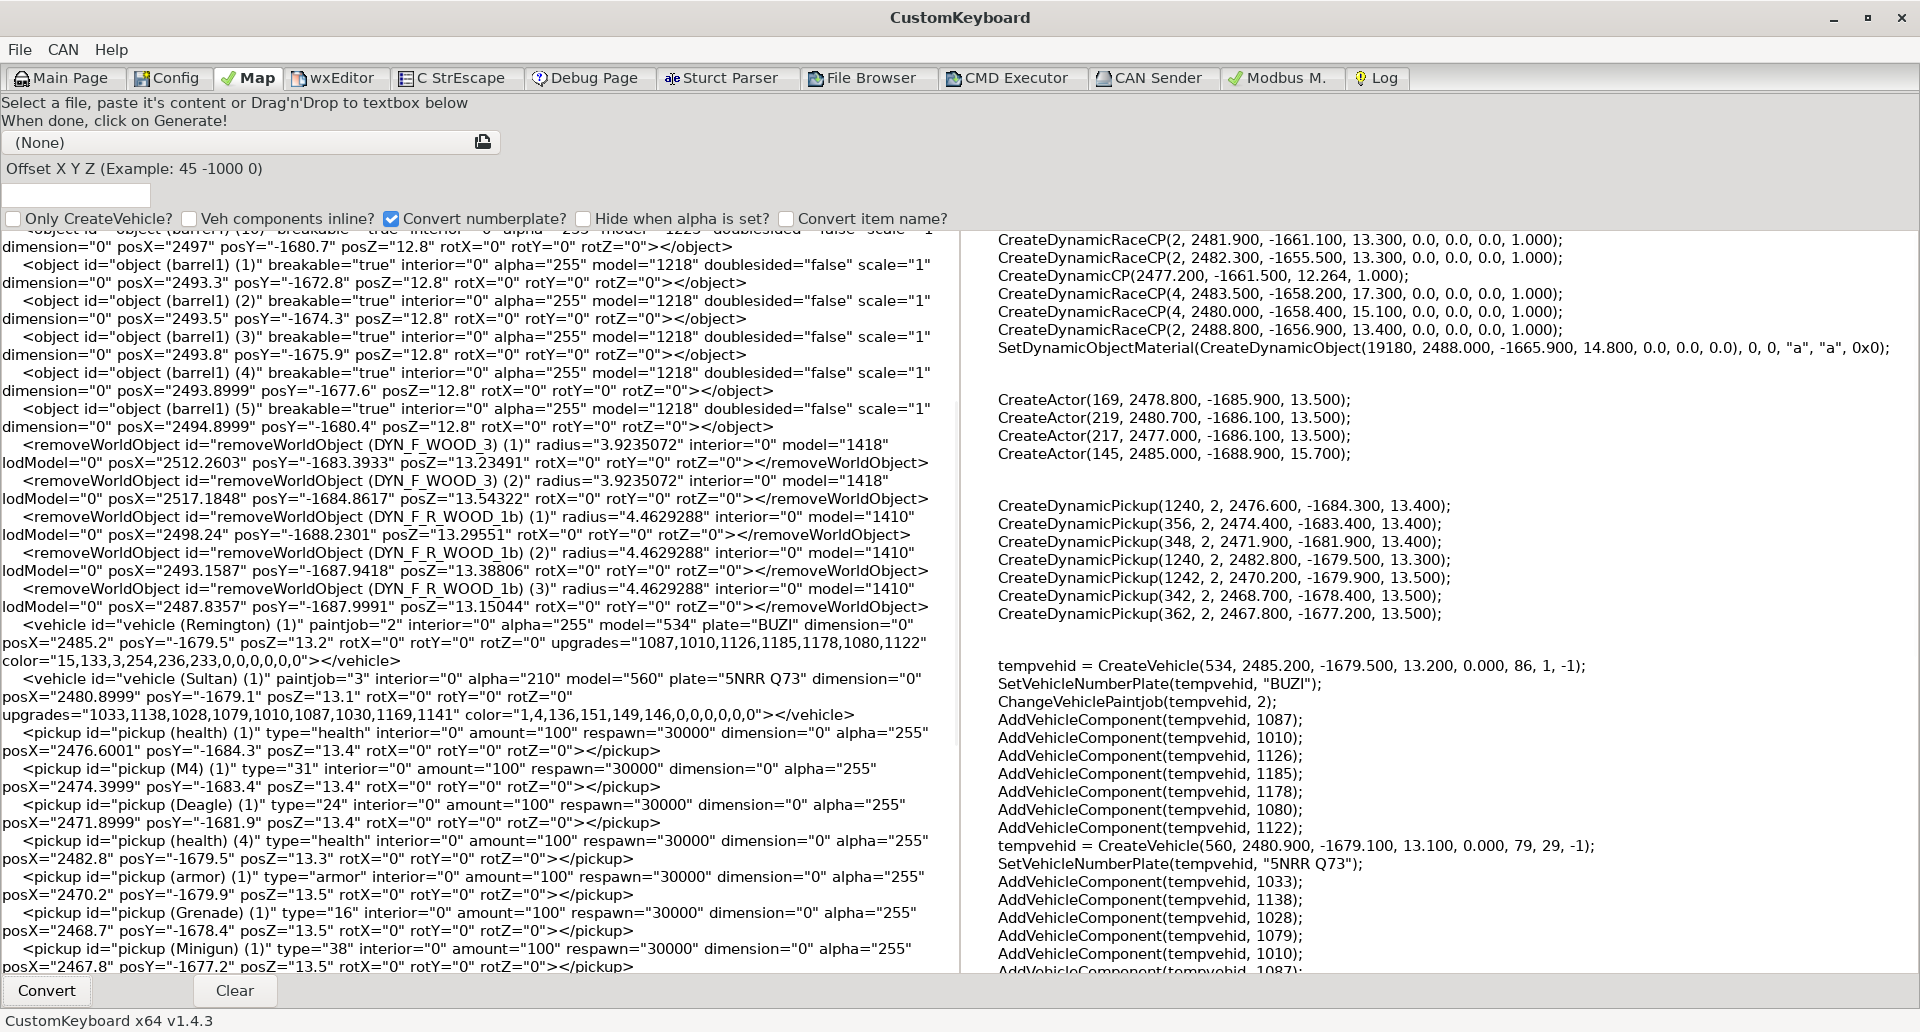 CustomKeyboard
File CAN Help
Main Page Config Map wxEditor C StrEscape Debug Page Sturct Parser File Browser CMD Executor CAN Sender Modbus M. Log
Select a file, paste it's content or Drag'n'Drop to textbox below
When done, click on Generate!
(None)
Offset X Y Z (Example: 45 -1000 0)
Only CreateVehicle? Veh components inline? Convert numberplate? Hide when alpha is set? Convert item name?
dimension="0" posX="2497" posY="-1680.7" posZ="12.8" rotX="0" rotY="0" rotZ="0"></object>
<object id="object (barrel1) (1)" breakable="true" interior="0" alpha="255" model="1218" doublesided="false" scale="1"
dimension="0" posX="2493.3" posY="-1672.8" posZ="12.8" rotX="0" rotY="0" rotZ="0"></object>
<object id="object (barrel1) (2)" breakable="true" interior="0" alpha="255" model="1218" doublesided="false" scale="1"
dimension="0" posX="2493.5" posY="-1674.3" posZ="12.8" rotX="0" rotY="0" rotZ="0"></object>
<object id="object (barrel1) (3)" breakable="true" interior="0" alpha="255" model="1218" doublesided="false" scale="1"
dimension="0" posX="2493.8" posY="-1675.9" posZ="12.8" rotX="0" rotY="0" rotZ="0"></object>
<object id="object (barrel1) (4)" breakable="true" interior="0" alpha="255" model="1218" doublesided="false" scale="1"
dimension="0" posX="2493.8999" posY="-1677.6" posZ="12.8" rotX="0" rotY="0" rotZ="0"></object>
<object id="object (barrel1) (5)" breakable="true" interior="0" alpha="255" model="1218" doublesided="false" scale="1"
dimension="0" posX="2494.8999" posY="-1680.4" posZ="12.8" rotX="0" rotY="0" rotZ="0"></object>
<removeWorldObject id="removeWorldObject (DYN_F_WOOD_3) (1)" radius="3.9235072" interior="0" model="1418"
lodModel="0" posX="2512.2603" posY="-1683.3933" posZ="13.23491" rotX="0" rotY="0" rotZ="0"></removeWorldObject>
<removeWorldObject id="removeWorldObject (DYN_F_WOOD_3) (2)" radius="3.9235072" interior="0" model="1418"
lodModel="0" posX="2517.1848" posY="-1684.8617" posZ="13.54322" rotX="0" rotY="0" rotZ="0"></removeWorldObject>
<removeWorldObject id="removeWorldObject (DYN_F_R_WOOD_1b) (1)" radius="4.4629288" interior="0" model="1410"
lodModel="0" posX="2498.24" posY="-1688.2301" posZ="13.29551" rotX="0" rotY="0" rotZ="0"></removeWorldObject>
<removeWorldObject id="removeWorldObject (DYN_F_R_WOOD_1b) (2)" radius="4.4629288" interior="0" model="1410"
lodModel="0" posX="2493.1587" posY="-1687.9418" posZ="13.38806" rotX="0" rotY="0" rotZ="0"></removeWorldObject>
<removeWorldObject id="removeWorldObject (DYN_F_R_WOOD_1b) (3)" radius="4.4629288" interior="0" model="1410"
lodModel="0" posX="2487.8357" posY="-1687.9991" posZ="13.15044" rotX="0" rotY="0" rotZ="0"></removeWorldObject>
<vehicle id="vehicle (Remington) (1)" paintjob="2" interior="0" alpha="255" model="534" plate="BUZI" dimension="0"
posX="2485.2" posY="-1679.5" posZ="13.2" rotX="0" rotY="0" rotZ="0" upgrades="1087,1010,1126,1185,1178,1080,1122"
color="15,133,3,254,236,233,0,0,0,0,0,0"></vehicle>
<vehicle id="vehicle (Sultan) (1)" paintjob="3" interior="0" alpha="210" model="560" plate="5NRR Q73" dimension="0"
posX="2480.8999" posY="-1679.1" posZ="13.1" rotX="0" rotY="0" rotZ="0"
upgrades="1033,1138,1028,1079,1010,1087,1030,1169,1141" color="1,4,136,151,149,146,0,0,0,0,0,0"></vehicle>
<pickup id="pickup (health) (1)" type="health" interior="0" amount="100" respawn="30000" dimension="0" alpha="255"
posX="2476.6001" posY="-1684.3" posZ="13.4" rotX="0" rotY="0" rotZ="0"></pickup>
<pickup id="pickup (M4) (1)" type="31" interior="0" amount="100" respawn="30000" dimension="0" alpha="255"
posX="2474.3999" posY="-1683.4" posZ="13.4" rotX="0" rotY="0" rotZ="0"></pickup>
<pickup id="pickup (Deagle) (1)" type="24" interior="0" amount="100" respawn="30000" dimension="0" alpha="255"
posX="2471.8999" posY="-1681.9" posZ="13.4" rotX="0" rotY="0" rotZ="0"></pickup>
<pickup id="pickup (health) (4)" type="health" interior="0" amount="100" respawn="30000" dimension="0" alpha="255"
posX="2482.8" posY="-1679.5" posZ="13.3" rotX="0" rotY="0" rotZ="0"></pickup>
<pickup id="pickup (armor) (1)" type="armor" interior="0" amount="100" respawn="30000" dimension="0" alpha="255"
posX="2470.2" posY="-1679.9" posZ="13.5" rotX="0" rotY="0" rotZ="0"></pickup>
<pickup id="pickup (Grenade) (1)" type="16" interior="0" amount="100" respawn="30000" dimension="0" alpha="255"
posX="2468.7" posY="-1678.4" posZ="13.5" rotX="0" rotY="0" rotZ="0"></pickup>
<pickup id="pickup (Minigun) (1)" type="38" interior="0" amount="100" respawn="30000" dimension="0" alpha="255"
posX="2467.8" posY="-1677.2" posZ="13.5" rotX="0" rotY="0" rotZ="0"></pickup>
CreateDynamicRaceCP(2, 2481.900, -1661.100, 13.300, 0.0, 0.0, 0.0, 1.000);
CreateDynamicRaceCP(2, 2482.300, -1655.500, 13.300, 0.0, 0.0, 0.0, 1.000);
CreateDynamicCP(2477.200, -1661.500, 12.264, 1.000);
CreateDynamicRaceCP(4, 2483.500, -1658.200, 17.300, 0.0, 0.0, 0.0, 1.000);
CreateDynamicRaceCP(4, 2480.000, -1658.400, 15.100, 0.0, 0.0, 0.0, 1.000);
CreateDynamicRaceCP(2, 2488.800, -1656.900, 13.400, 0.0, 0.0, 0.0, 1.000);
SetDynamicObjectMaterial(CreateDynamicObject(19180, 2488.000, -1665.900, 14.800, 0.0, 0.0, 0.0), 0, 0, "a", "a", 0x0);
CreateActor(169, 2478.800, -1685.900, 13.500);
CreateActor(219, 2480.700, -1686.100, 13.500);
CreateActor(217, 2477.000, -1686.100, 13.500);
CreateActor(145, 2485.000, -1688.900, 15.700);
CreateDynamicPickup(1240, 2, 2476.600, -1684.300, 13.400);
CreateDynamicPickup(356, 2, 2474.400, -1683.400, 13.400);
CreateDynamicPickup(348, 2, 2471.900, -1681.900, 13.400);
CreateDynamicPickup(1240, 2, 2482.800, -1679.500, 13.300);
CreateDynamicPickup(1242, 2, 2470.200, -1679.900, 13.500);
CreateDynamicPickup(342, 2, 2468.700, -1678.400, 13.500);
CreateDynamicPickup(362, 2, 2467.800, -1677.200, 13.500);
tempvehid = CreateVehicle(534, 2485.200, -1679.500, 13.200, 0.000, 86, 1, -1);
SetVehicleNumberPlate(tempvehid, "BUZI");
ChangeVehiclePaintjob(tempvehid, 2);
AddVehicleComponent(tempvehid, 1087);
AddVehicleComponent(tempvehid, 1010);
AddVehicleComponent(tempvehid, 1126);
AddVehicleComponent(tempvehid, 1185);
AddVehicleComponent(tempvehid, 1178);
AddVehicleComponent(tempvehid, 1080);
AddVehicleComponent(tempvehid, 1122);
tempvehid = CreateVehicle(560, 2480.900, -1679.100, 13.100, 0.000, 79, 29, -1);
SetVehicleNumberPlate(tempvehid, "5NRR Q73");
AddVehicleComponent(tempvehid, 1033);
AddVehicleComponent(tempvehid, 1138);
AddVehicleComponent(tempvehid, 1028);
AddVehicleComponent(tempvehid, 1079);
AddVehicleComponent(tempvehid, 1010);
AddVehicleComponent(tempvehid, 1087);
Convert Clear
CustomKeyboard x64 v1.4.3